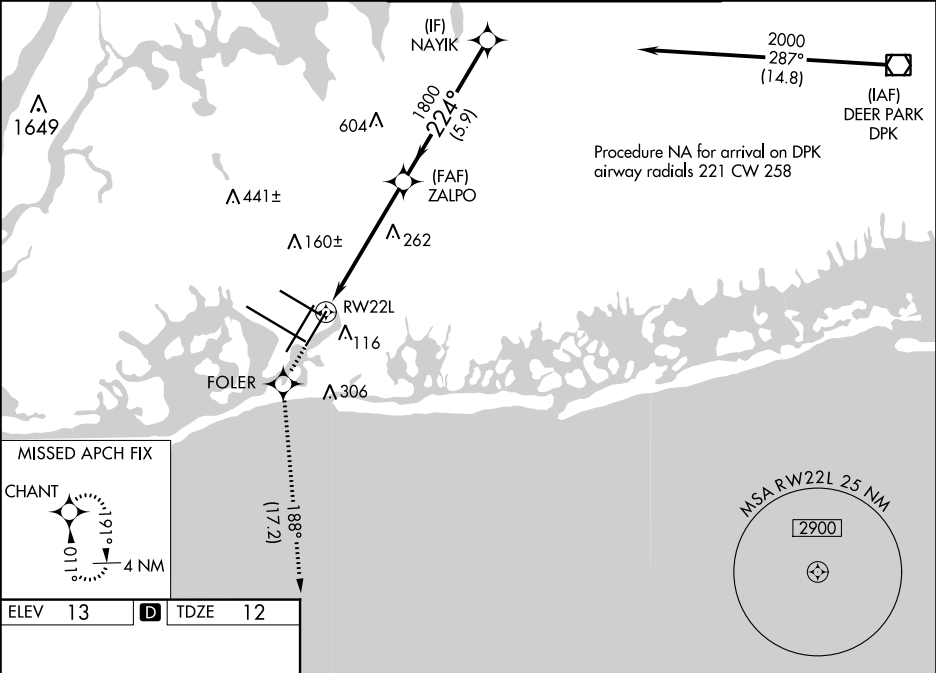 (IF)
NAYIK
2000
287°
(14.8)
(IAF)
DEER PARK
DPK
1649
604
1800
224°
(5.9)
Procedure NA for arrival on DPK
airway radials 221 CW 258
(FAF)
ZALPO
441±
160±
262
RW22L
116
FOLER
306
MISSED APCH FIX
CHANT
191°
011°
4 NM
188°
(17.2)
MSA RW22L 25 NM
2900
ELEV 13 D TDZE 12